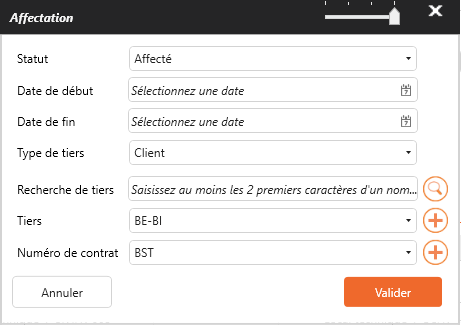 Affectation
Statut Affecté
Date de début Sélectionnez une date
Date de fin Sélectionnez une date
Type de tiers Client
Recherche de tiers Saisissez au moins les 2 premiers caractères d'un nom...
Tiers BE-BI
Numéro de contrat BST
Annuler Valider